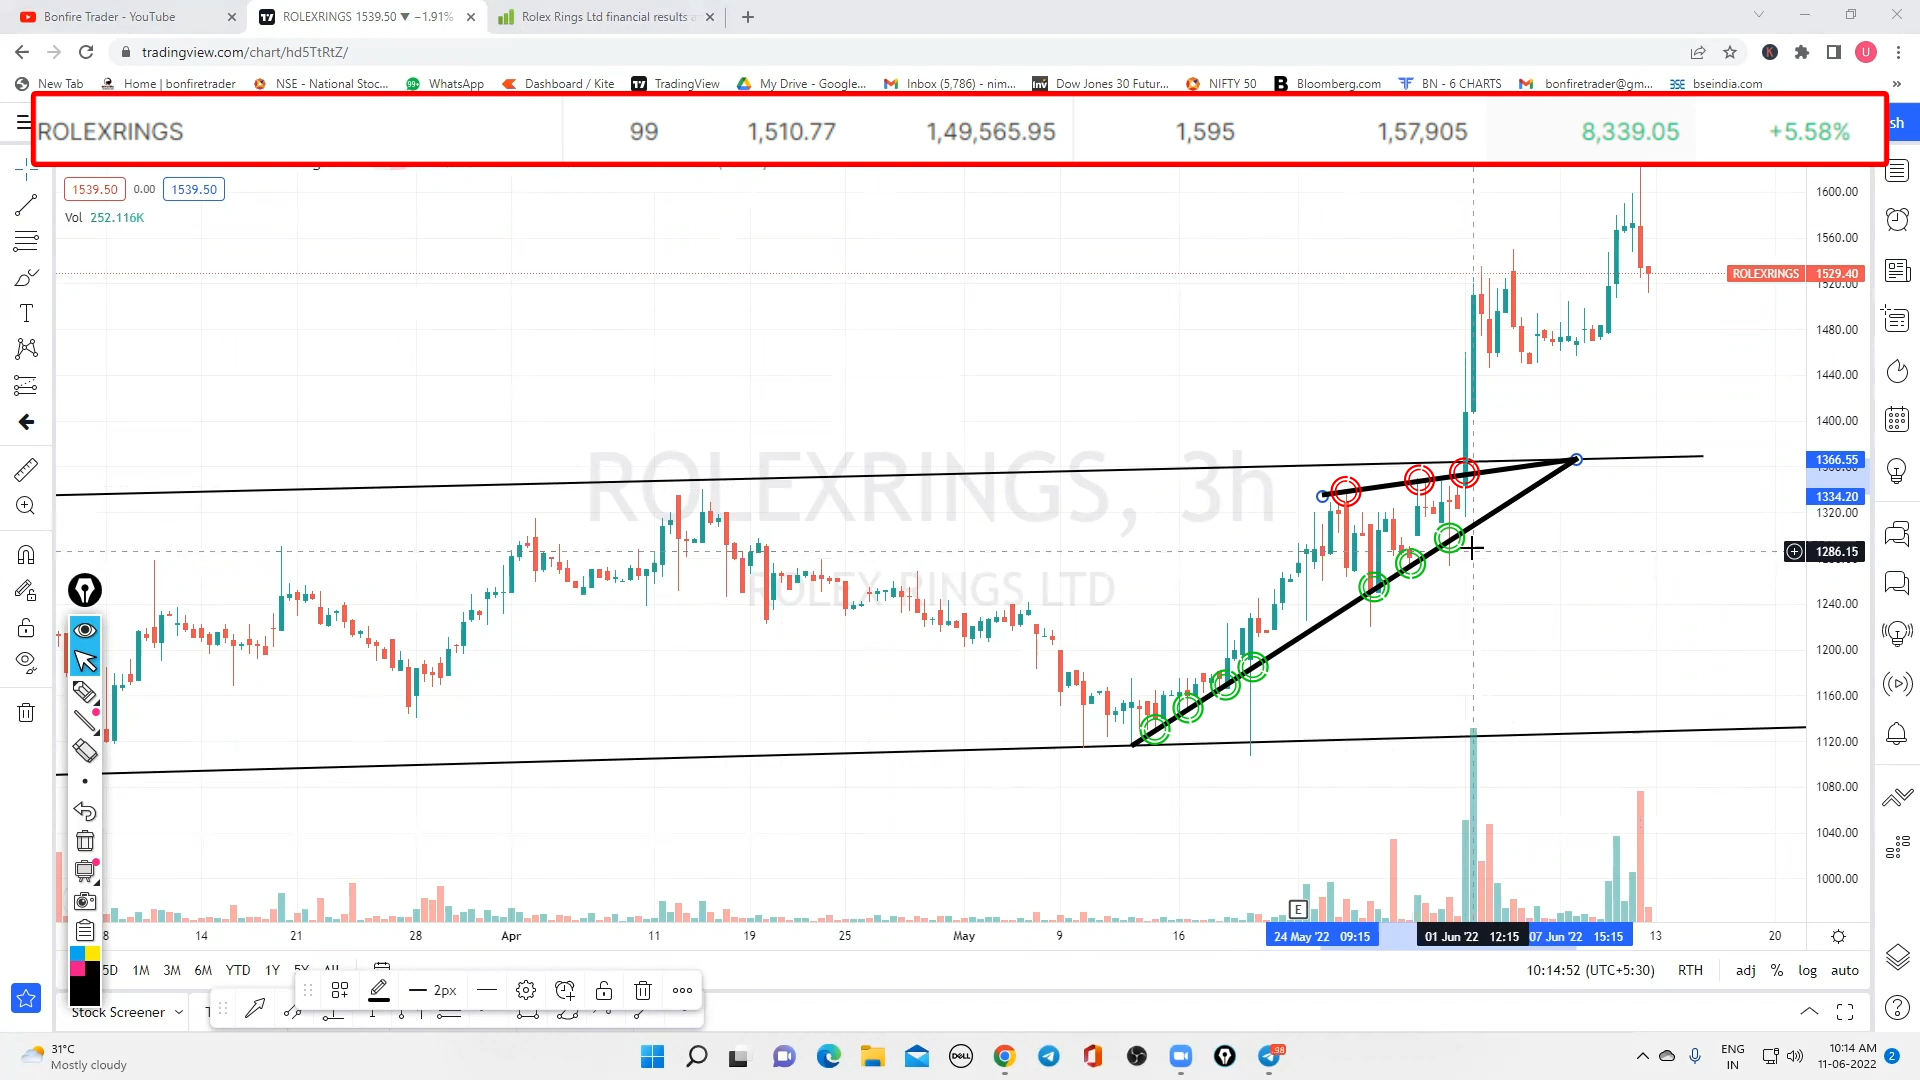 Bonfire Trader - YouTube
ROLEXRINGS 1539.50 ▼ −1.91%
Rolex Rings Ltd financial results
tradingview.com/chart/hd5TtRtZ/
U
New Tab
Home | bonfiretrader
NSE - National Stoc...
WhatsApp
Dashboard / Kite
TradingView
My Drive - Google...
Inbox (5,786) - nim...
Dow Jones 30 Futur...
NIFTY 50
Bloomberg.com
BN - 6 CHARTS
bonfiretrader@gm...
bseindia.com
ROLEXRINGS 99 1,510.77 1,49,565.95 1,595 1,57,905 8,339.05 +5.58%
sh
1539.50 0.00 1539.50
Vol 252.116K
ROLEXRINGS, 3h
ROLEX RINGS LTD
1600.00
1560.00
ROLEXRINGS 1529.40
1520.00
1480.00
1440.00
1400.00
1366.55
1334.20
1320.00
1286.15
1240.00
1200.00
1160.00
1120.00
1080.00
1040.00
1000.00
E
8 14 21 28 Apr 11 19 25 May 9 16 24 May '22 09:15 01 Jun '22 12:15 07 Jun '22 15:15 13 20
5D 1M 3M 6M YTD 1Y 5Y All
10:14:52 (UTC+5:30) RTH adj % log auto
2px
Stock Screener
31°C
Mostly cloudy
DELL
98
ENG
IN
10:14 AM
11-06-2022
2